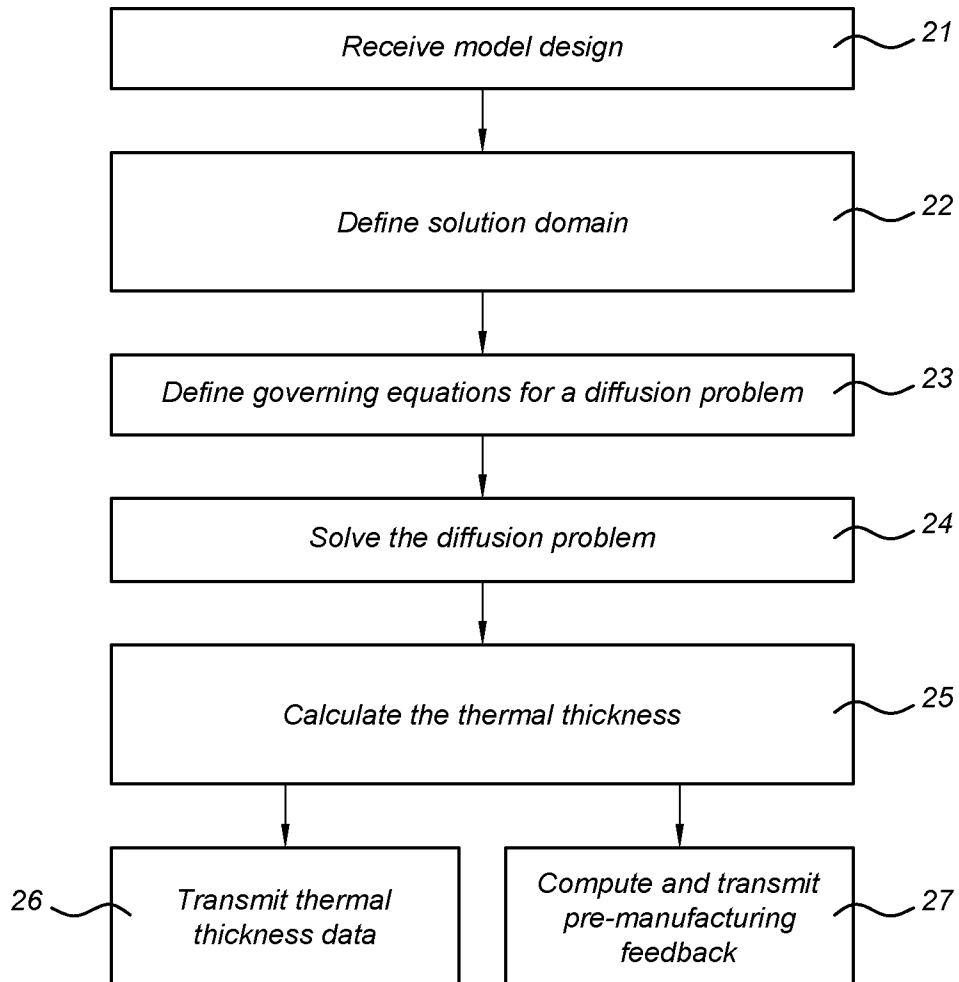 Receive model design
21
Define solution domain
22
Define governing equations for a diffusion problem
23
Solve the diffusion problem
24
Calculate the thermal thickness
25
26
Transmit thermal
thickness data
Compute and transmit
pre-manufacturing
feedback
27